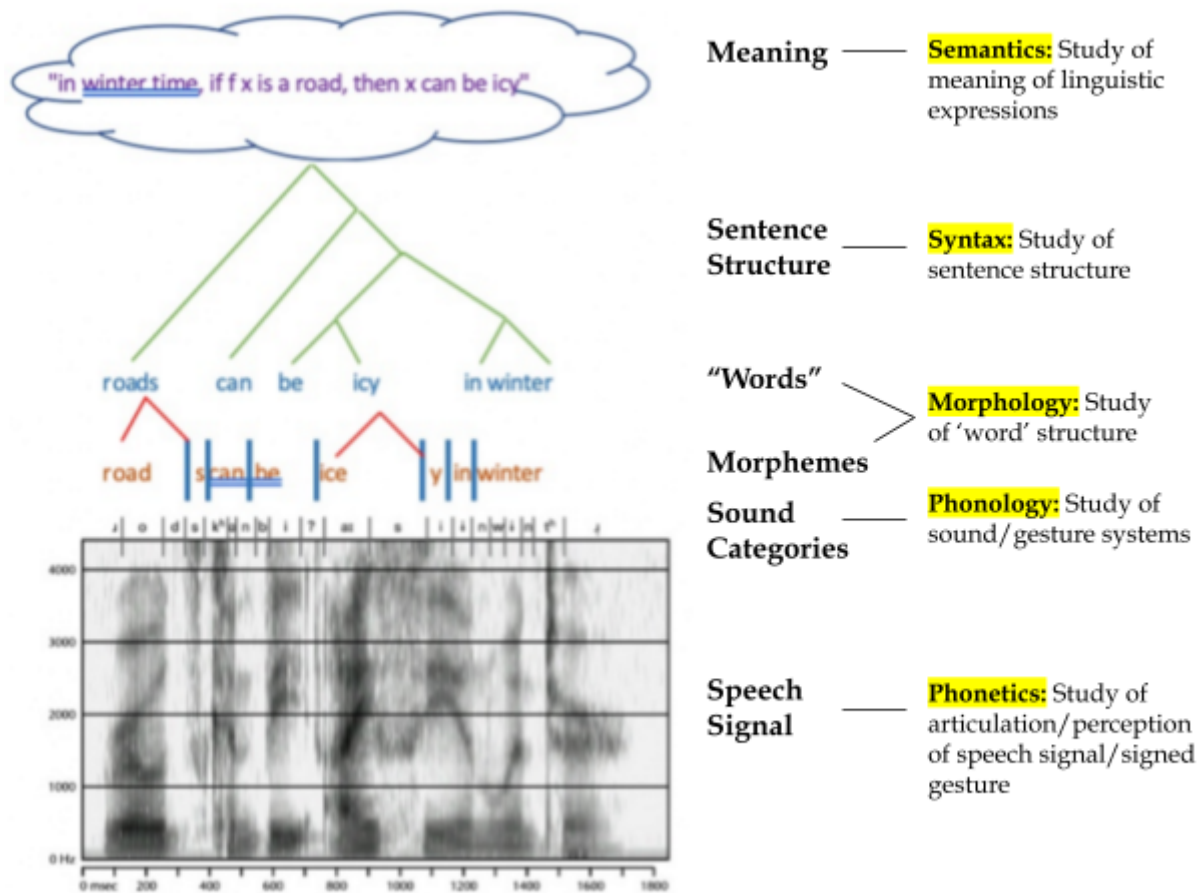 "in winter time, if f x is a road, then x can be icy"
Meaning
Semantics: Study of
meaning of linguistic
expressions
Sentence
Structure
Syntax: Study of
sentence structure
roads can be icy in winter
"Words"
Morphology: Study
of 'word' structure
road s can be ice y in winter
Morphemes
Sound
Categories
Phonology: Study of
sound/gesture systems
ɹ o d s kʰ n b i ʔ s i ɨ n w ɨ n tʰ ɹ
4000
3000
2000
1000
0 Hz
0 msec 200 400 600 800 1000 1200 1400 1600 1800
Speech
Signal
Phonetics: Study of
articulation/perception
of speech signal/signed
gesture